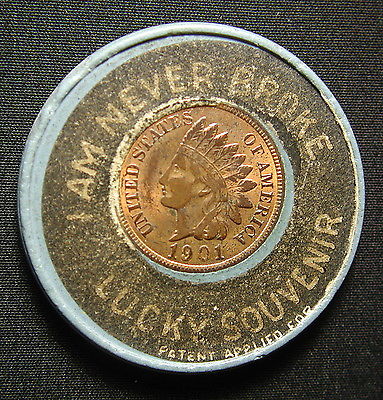 I AM NEVER BROKE
UNITED STATES OF AMERICA
1901
LUCKY SOUVENIR
PATENT APPLIED FOR